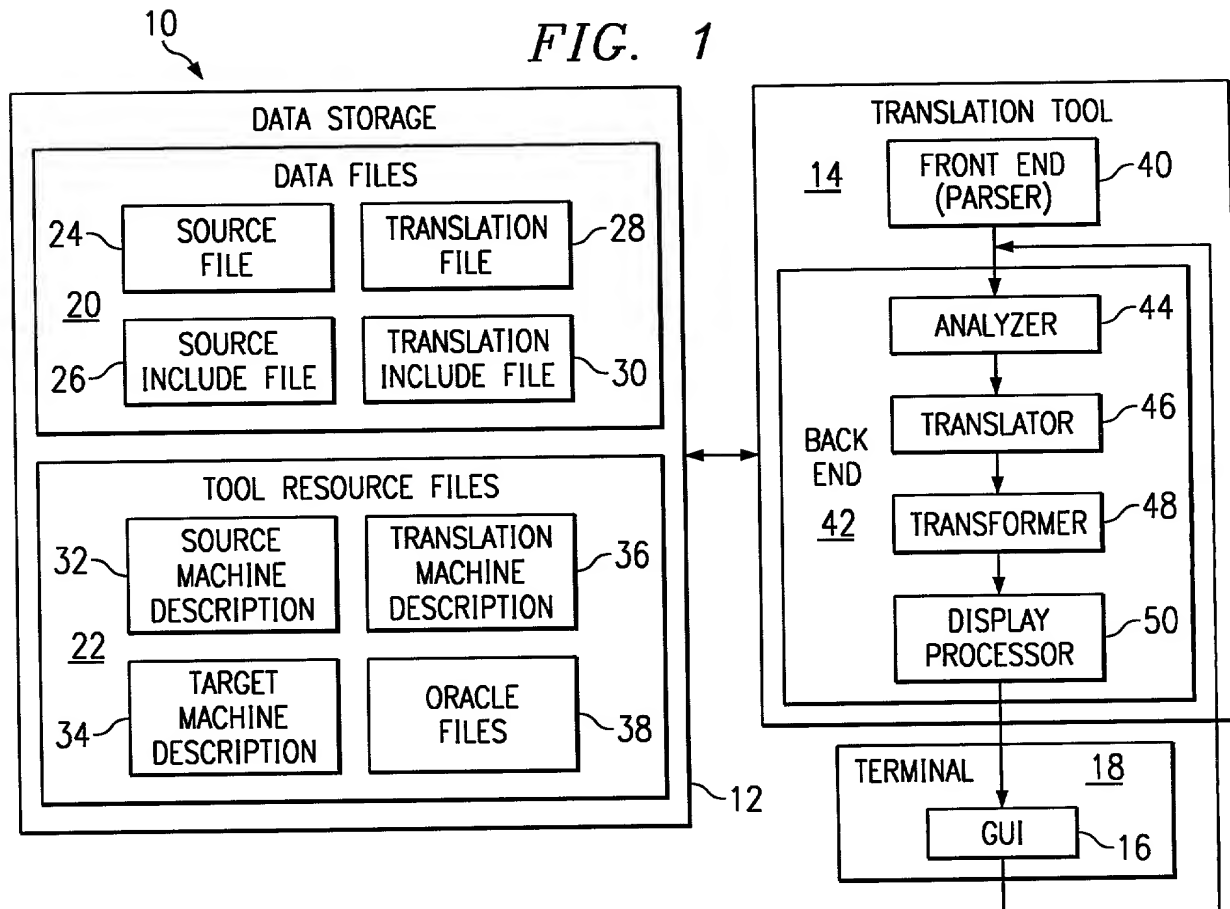 10
FIG. 1
DATA STORAGE
DATA FILES
24
SOURCE
FILE
TRANSLATION
FILE
28
20
26
SOURCE
INCLUDE FILE
TRANSLATION
INCLUDE FILE
30
TOOL RESOURCE FILES
32
SOURCE
MACHINE
DESCRIPTION
TRANSLATION
MACHINE
DESCRIPTION
36
22
34
TARGET
MACHINE
DESCRIPTION
ORACLE
FILES
38
12
TRANSLATION TOOL
14
FRONT END
(PARSER)
40
ANALYZER
44
TRANSLATOR
46
BACK
END
42
TRANSFORMER
48
DISPLAY
PROCESSOR
50
TERMINAL
18
GUI
16